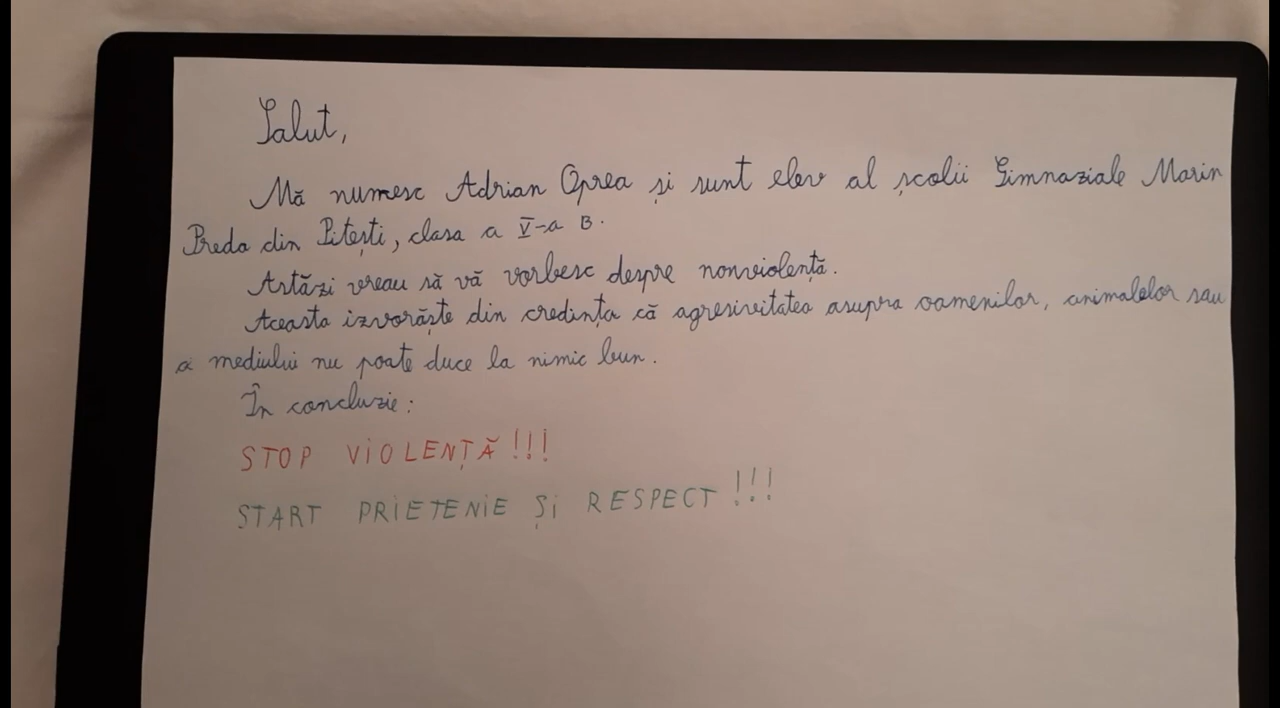 Salut,
Mă numesc Adrian Oprea și sunt elev al școlii Gimnaziale Marin
Preda din Pitești, clasa a V-a B.
Astăzi vreau să vă vorbesc despre nonviolență.
Aceasta izvorăște din credința că agresivitatea asupra oamenilor, animalelor sau
a mediului nu poate duce la nimic bun.
În concluzie:
STOP VIOLENȚĂ!!!
START PRIETENIE ȘI RESPECT!!!